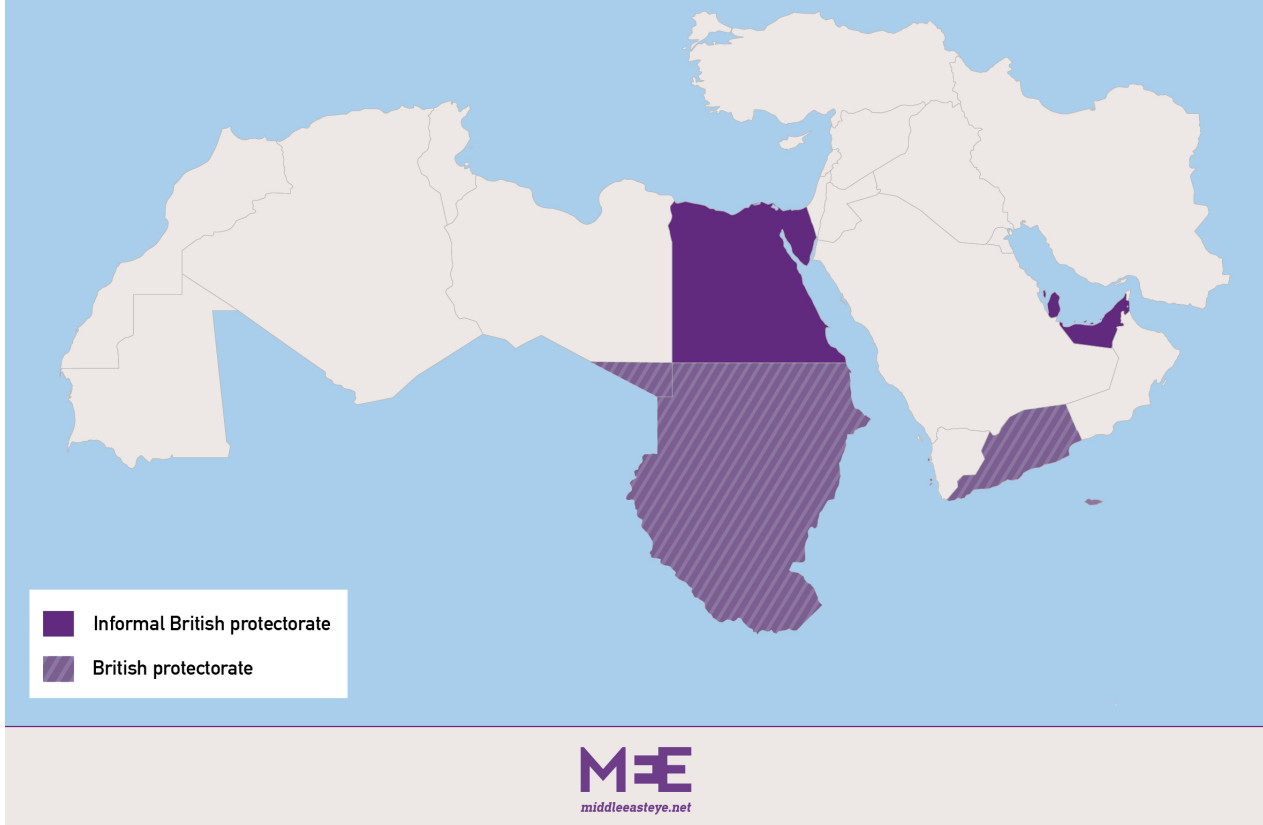 Informal British protectorate
British protectorate
MEE
middleeasteye.net